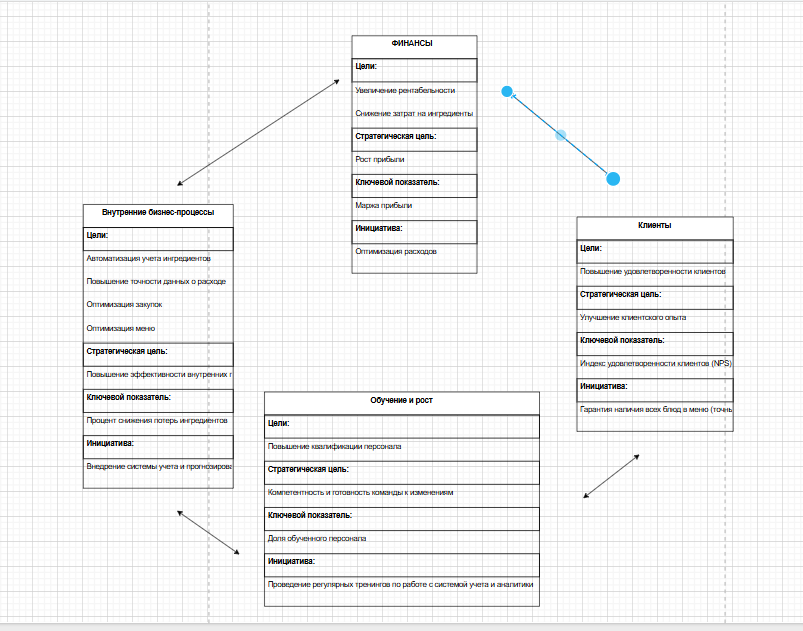 ФИНАНСЫ
Цели:
Увеличение рентабельности
Снижение затрат на ингредиенты
Стратегическая цель:
Рост прибыли
Ключевой показатель:
Маржа прибыли
Инициатива:
Оптимизация расходов
Внутренние бизнес-процессы
Цели:
Автоматизация учета ингредиентов
Повышение точности данных о расходе
Оптимизация закупок
Оптимизация меню
Стратегическая цель:
Повышение эффективности внутренних
Ключевой показатель:
Процент снижения потерь ингредиентов
Инициатива:
Внедрение системы учета и
Клиенты
Цели:
Повышение удовлетворенности клиентов
Стратегическая цель:
Улучшение клиентского опыта
Ключевой показатель:
Индекс удовлетворенности клиентов (NPS)
Инициатива:
Гарантия наличия всех блюд в меню
Обучение и рост
Цели:
Повышение квалификации персонала
Стратегическая цель:
Компетентность и готовность команды к изменениям
Ключевой показатель:
Доля обученного персонала
Инициатива:
Проведение регулярных тренингов по работе с системой учета и аналитики